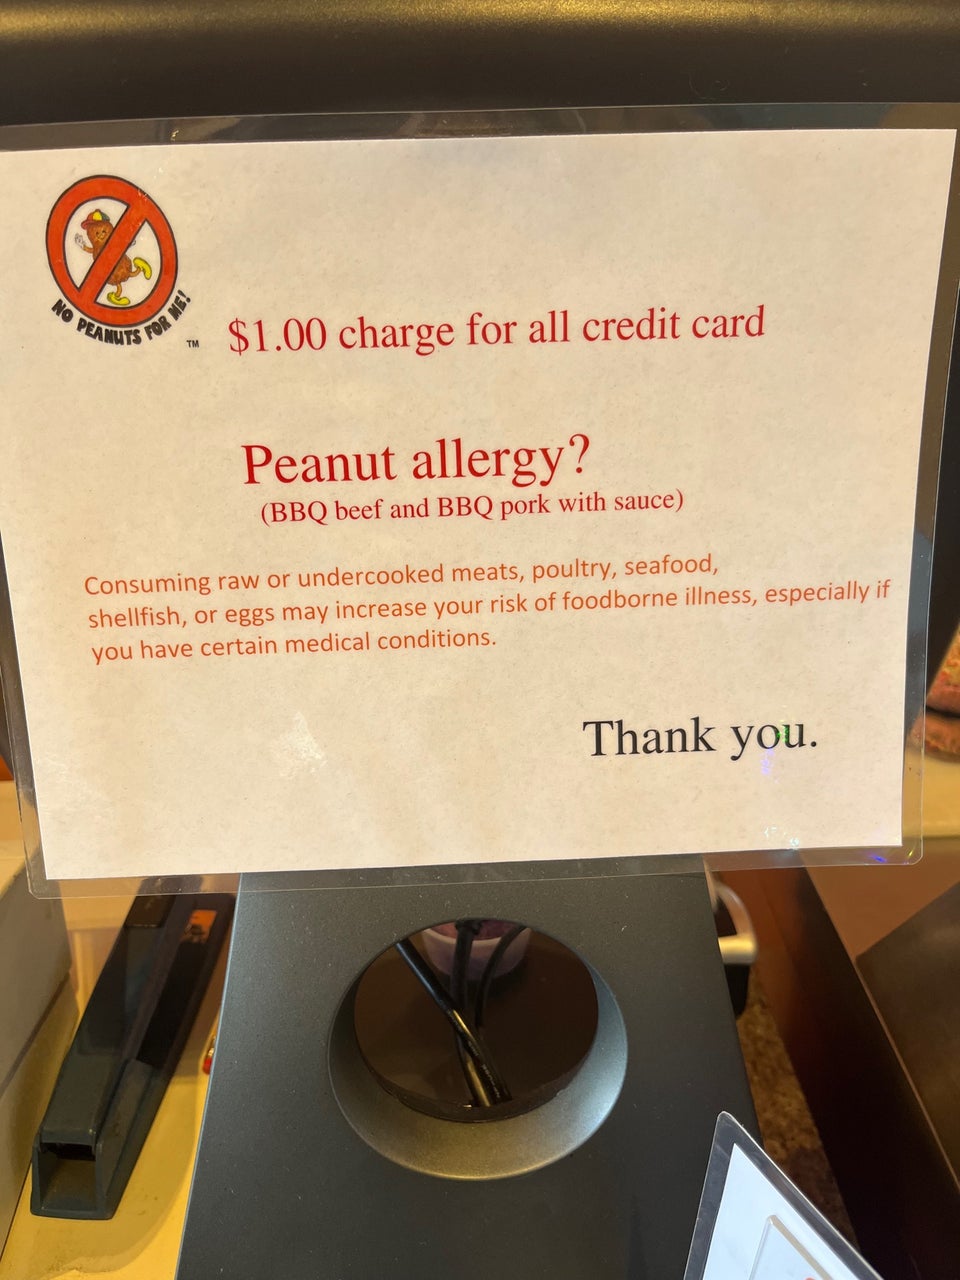 NO PEANUTS FOR ME!
TM
$1.00 charge for all credit card
Peanut allergy?
(BBQ beef and BBQ pork with sauce)
Consuming raw or undercooked meats, poultry, seafood,
shellfish, or eggs may increase your risk of foodborne illness, especially if
you have certain medical conditions.
Thank you.